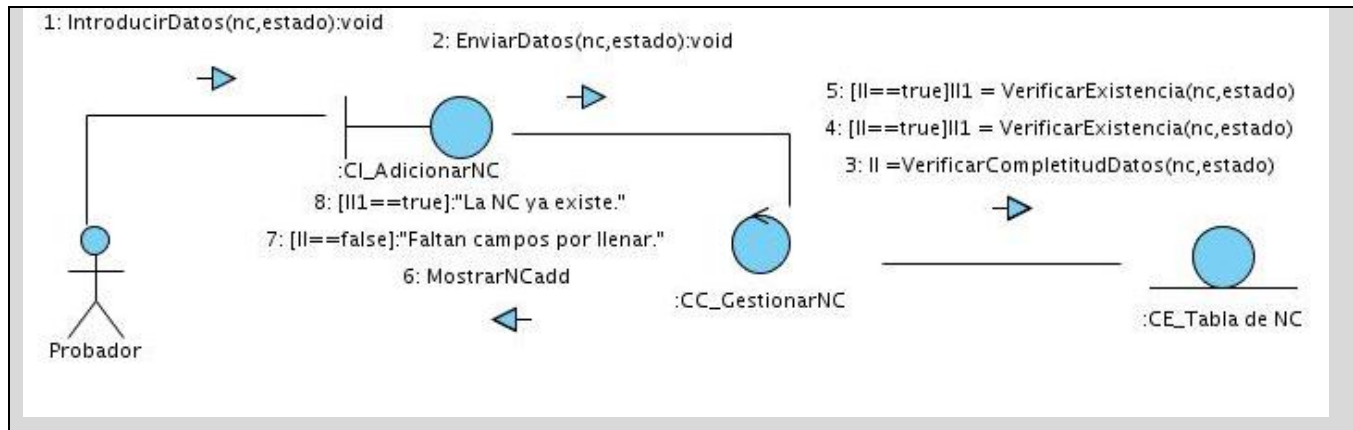 1: IntroducirDatos(nc,estado):void
2: EnviarDatos(nc,estado):void
5: [ll==true]ll1 = VerificarExistencia(nc,estado)
4: [ll==true]ll1 = VerificarExistencia(nc,estado)
3: ll =VerificarCompletitudDatos(nc,estado)
:CI_AdicionarNC
8: [ll1==true]:"La NC ya existe."
7: [ll==false]:"Faltan campos por llenar."
6: MostrarNCadd
:CC_GestionarNC
:CE_Tabla de NC
Probador